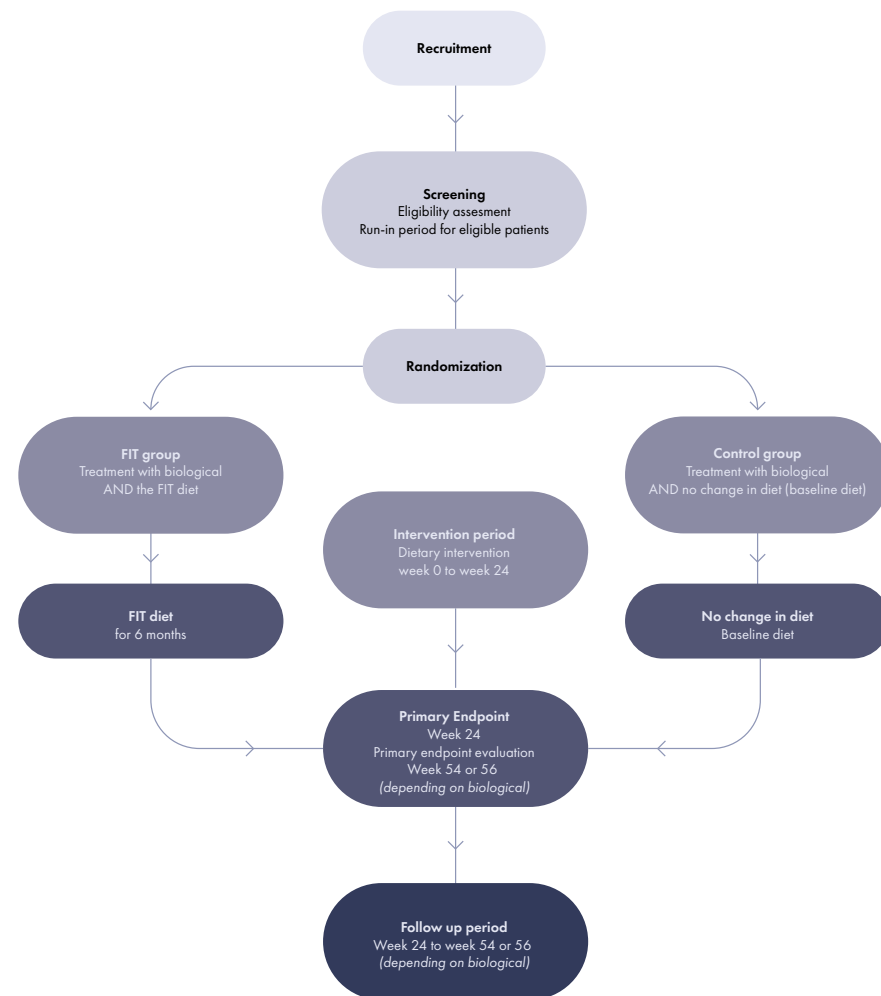 Recruitment
Screening
Eligibility assesment
Run-in period for eligible patients
Randomization
FIT group
Treatment with biological
AND the FIT diet
Control group
Treatment with biological
AND no change in diet (baseline diet)
Intervention period
Dietary intervention
week 0 to week 24
FIT diet
for 6 months
No change in diet
Baseline diet
Primary Endpoint
Week 24
Primary endpoint evaluation
Week 54 or 56
(depending on biological)
Follow up period
Week 24 to week 54 or 56
(depending on biological)